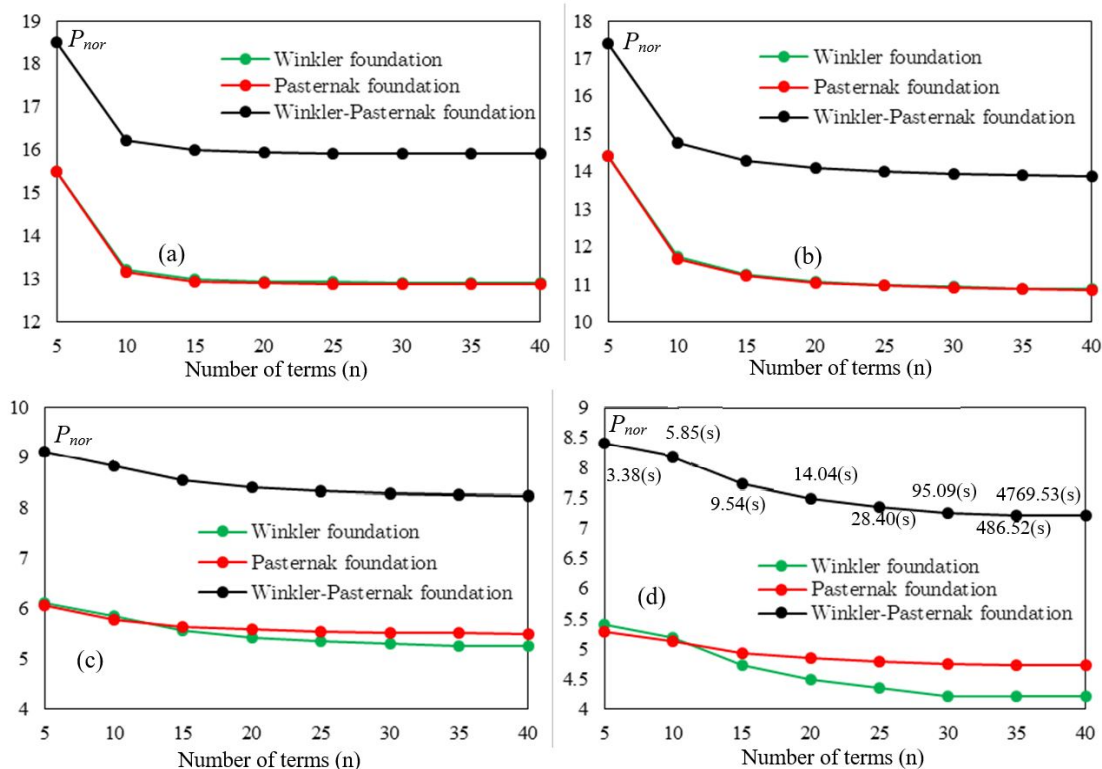 19
18
17
16
15
14
13
12
P_nor
Winkler foundation
Pasternak foundation
Winkler-Pasternak foundation
(a)
5 10 15 20 25 30 35 40
Number of terms (n)
18
17
16
15
14
13
12
11
10
P_nor
Winkler foundation
Pasternak foundation
Winkler-Pasternak foundation
(b)
5 10 15 20 25 30 35 40
Number of terms (n)
10
9
8
7
6
5
4
P_nor
Winkler foundation
Pasternak foundation
Winkler-Pasternak foundation
(c)
5 10 15 20 25 30 35 40
Number of terms (n)
9
8.5
8
7.5
7
6.5
6
5.5
5
4.5
4
P_nor
5.85(s)
3.38(s)
14.04(s)
95.09(s)
4769.53(s)
9.54(s)
28.40(s)
486.52(s)
Winkler foundation
Pasternak foundation
Winkler-Pasternak foundation
(d)
5 10 15 20 25 30 35 40
Number of terms (n)